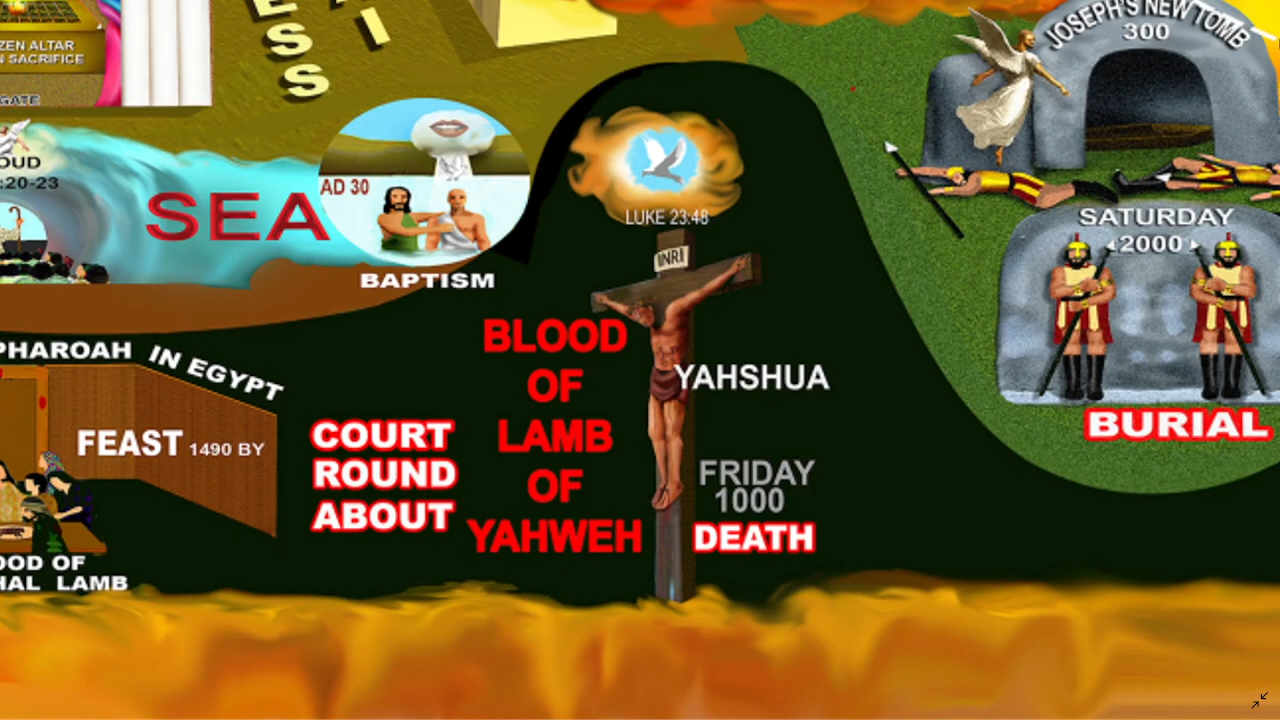 ZEN ALTAR
N SACRIFICE
GATE
ESS
AI
JOSEPH'S NEW TOMB
300
OUD
:20-23
SEA
AD 30
BAPTISM
LUKE 23:48
INRI
SATURDAY
2000
BURIAL
PHAROAH IN EGYPT
FEAST 1490 BY
COURT
ROUND
ABOUT
BLOOD
OF
LAMB
OF
YAHWEH
YAHSHUA
FRIDAY
1000
DEATH
OOD OF
HAL LAMB